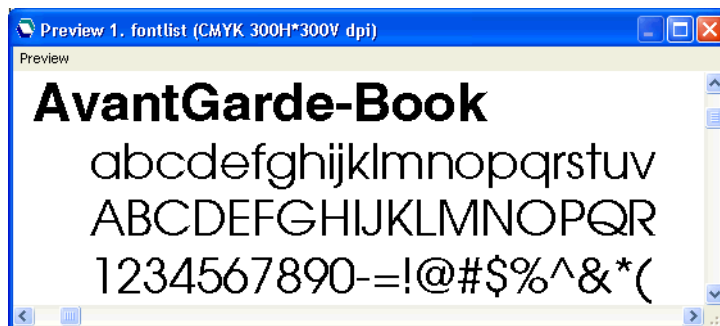 Preview 1. fontlist (CMYK 300H*300V dpi)
Preview
AvantGarde-Book
abcdefghijklmnopqrstuv
ABCDEFGHIJKLMNOPQR
1234567890-=!@#$%^&*(